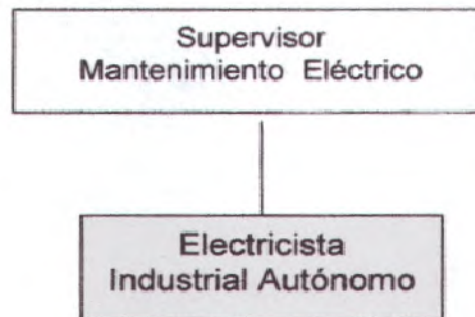 Supervisor
Mantenimiento Eléctrico
Electricista
Industrial Autónomo